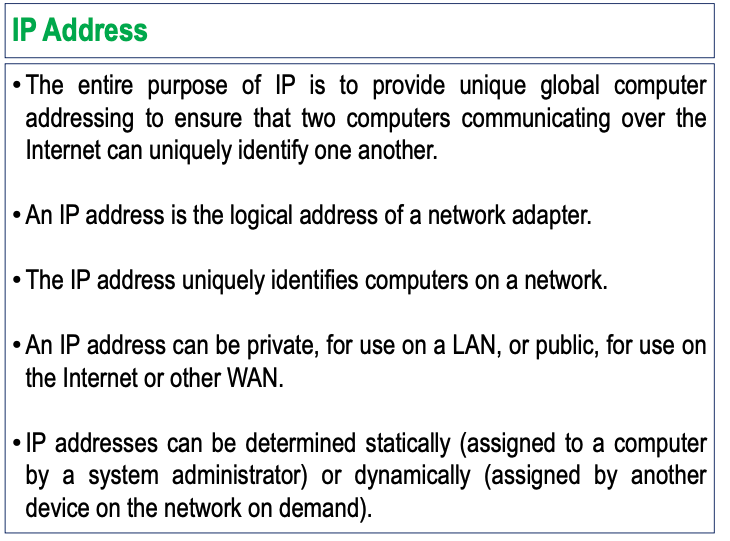 IP Address
• The entire purpose of IP is to provide unique global computer
addressing to ensure that two computers communicating over the
Internet can uniquely identify one another.
• An IP address is the logical address of a network adapter.
• The IP address uniquely identifies computers on a network.
• An IP address can be private, for use on a LAN, or public, for use on
the Internet or other WAN.
• IP addresses can be determined statically (assigned to a computer
by a system administrator) or dynamically (assigned by another
device on the network on demand).